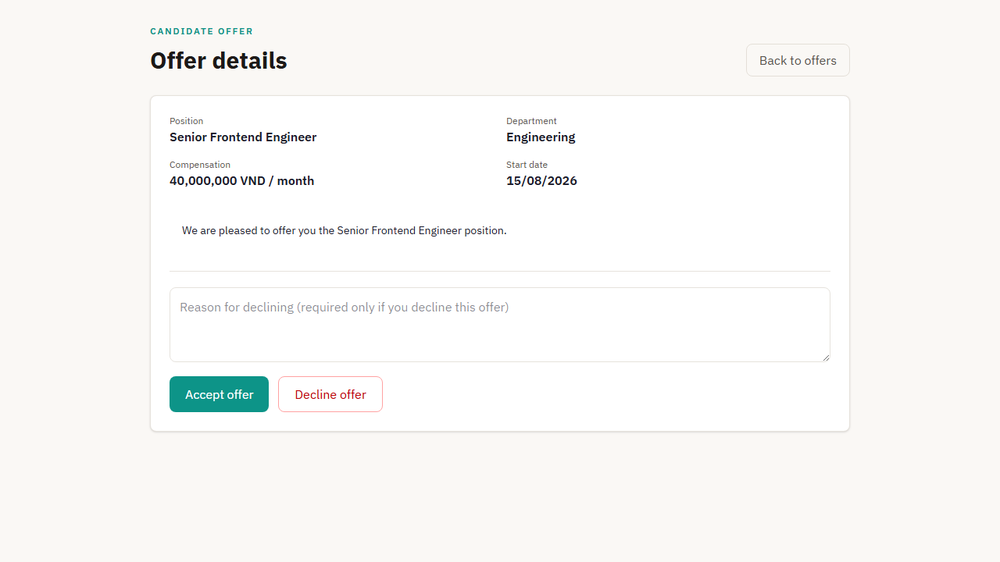 CANDIDATE OFFER
Offer details
Back to offers
Position
Senior Frontend Engineer
Department
Engineering
Compensation
40,000,000 VND / month
Start date
15/08/2026
We are pleased to offer you the Senior Frontend Engineer position.
Reason for declining (required only if you decline this offer)
Accept offer
Decline offer